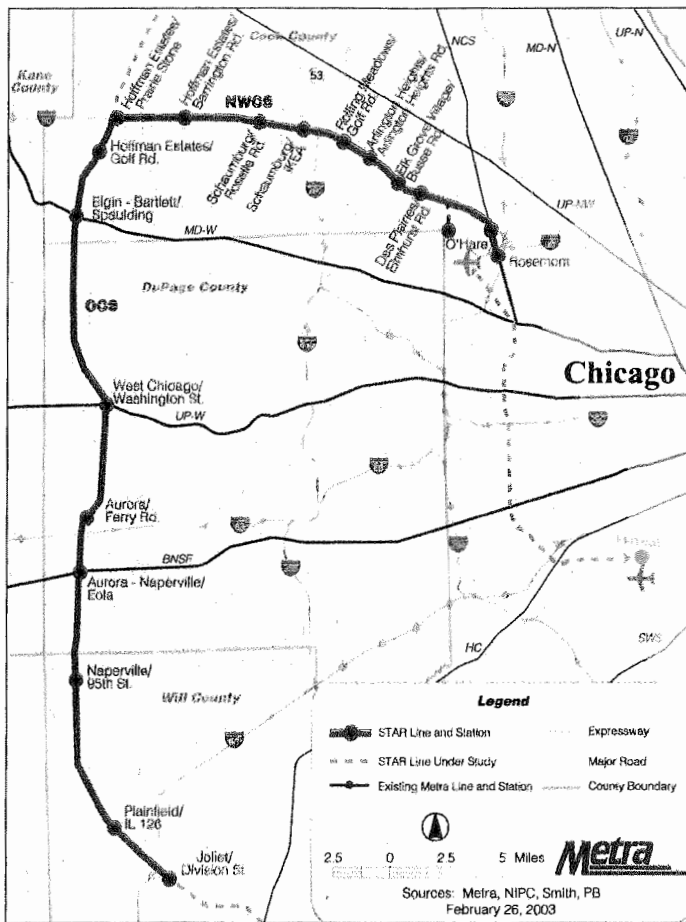 Cook County
NCS
MD-N
UP-N
Kane
County
Hoffman Estates/
Prairie Stone
Hoffman Estates/
Barrington Rd.
53
NWCS
Rolling Meadows/
Golf Rd.
Arlington Heights/
Arlington Heights Rd.
Elk Grove Village/
Busse Rd.
Hoffman Estates/
Golf Rd.
Schaumburg/
Roselle Rd.
Schaumburg/
IKEA
Elgin - Bartlett/
Spaulding
MD-W
Des Plaines/
Elmhurst Rd.
UP-NW
O'Hare
Rosemont
DuPage County
OCS
Chicago
West Chicago/
Washington St.
UP-W
Aurora/
Ferry Rd.
BNSF
Aurora - Naperville/
Eola
HC
SWS
Naperville/
95th St.
Will County
Plainfield/
IL 126
Joliet/
Division St.
Legend
STAR Line and Station
Expressway
STAR Line Under Study
Major Road
Existing Metra Line and Station
County Boundary
2.5 0 2.5 5 Miles
Metra
Sources: Metra, NIPC, Smith, PB
February 26, 2003